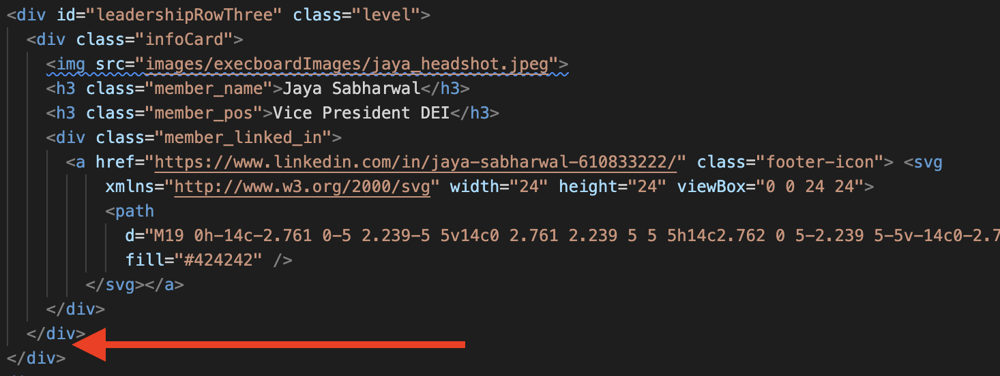 <div id="leadershipRowThree" class="level">
<div class="infoCard">
<img src="images/execboardImages/jaya_headshot.jpeg">
<h3 class="member_name">Jaya Sabharwal</h3>
<h3 class="member_pos">Vice President DEI</h3>
<div class="member_linked_in">
<a href="https://www.linkedin.com/in/jaya-sabharwal-610833222/" class="footer-icon"> <svg
xmlns="http://www.w3.org/2000/svg" width="24" height="24" viewBox="0 0 24 24">
<path
d="M19 0h-14c-2.761 0-5 2.239-5 5v14c0 2.761 2.239 5 5 5h14c2.762 0 5-2.239 5-5v-14c0-2.7
fill="#424242" />
</svg></a>
</div>
</div>
</div>